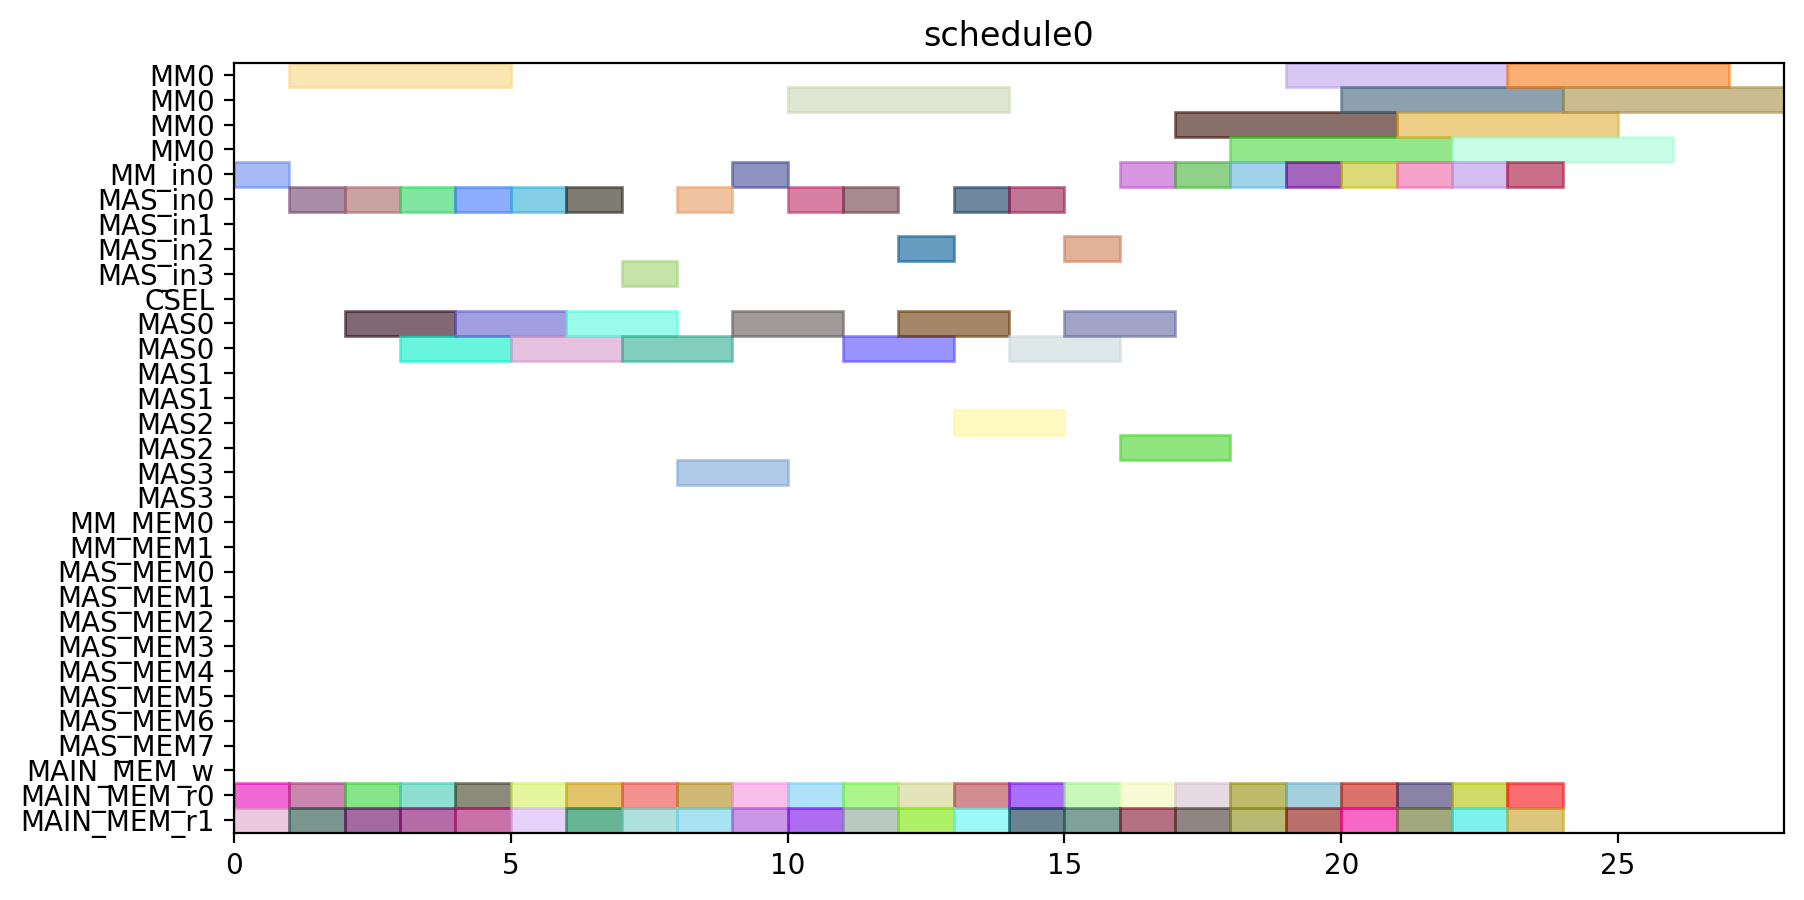 schedule0
MM0
MM0
MM0
MM0
MM_in0
MAS_in0
MAS_in1
MAS_in2
MAS_in3
CSEL
MAS0
MAS0
MAS1
MAS1
MAS2
MAS2
MAS3
MAS3
MM_MEM0
MM_MEM1
MAS_MEM0
MAS_MEM1
MAS_MEM2
MAS_MEM3
MAS_MEM4
MAS_MEM5
MAS_MEM6
MAS_MEM7
MAIN_MEM_w
MAIN_MEM_r0
MAIN_MEM_r1
0 5 10 15 20 25